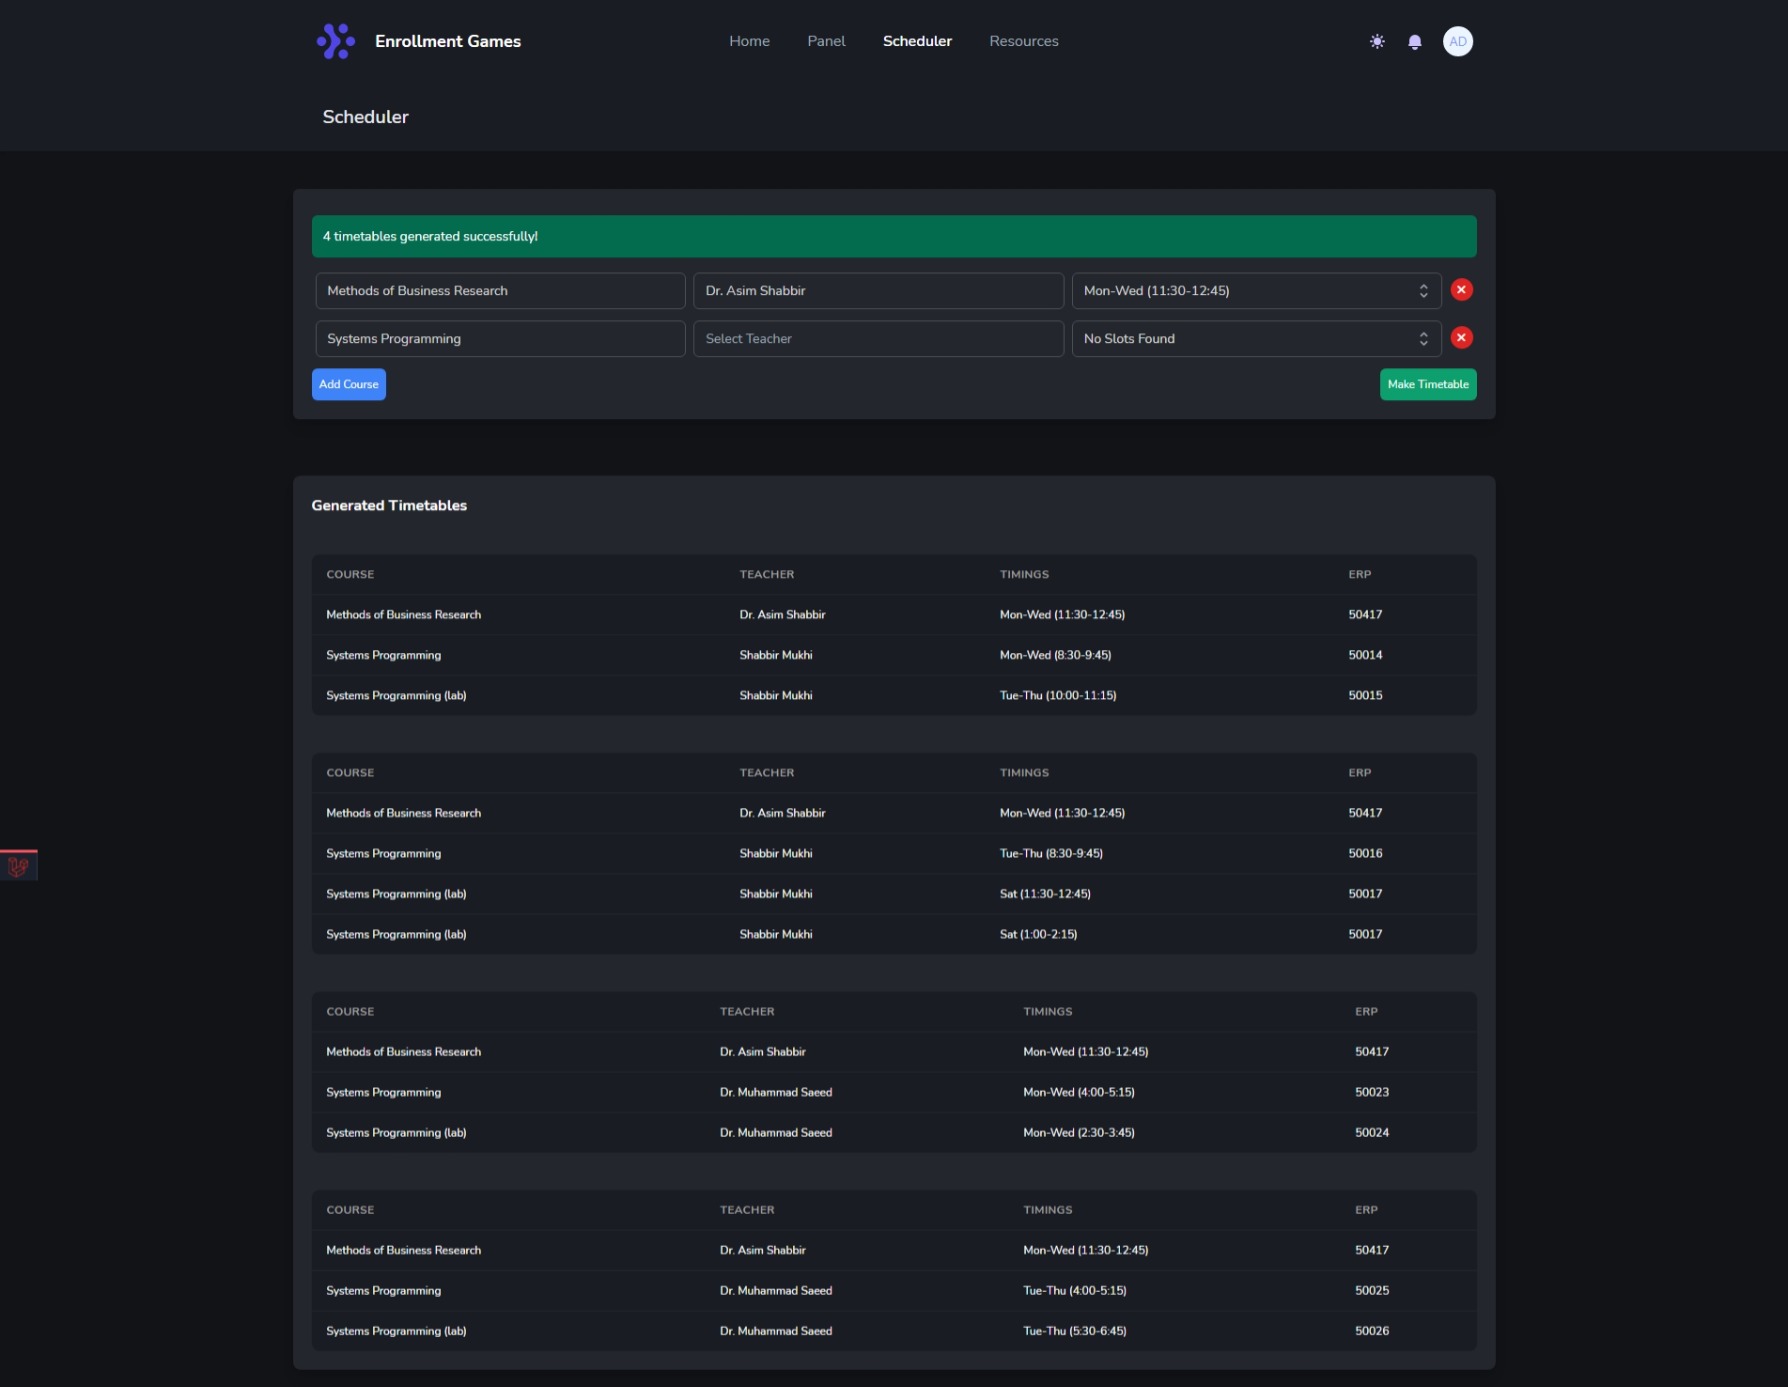 Enrollment Games
Home Panel Scheduler Resources
AD
Scheduler
4 timetables generated successfully!
Methods of Business Research Dr. Asim Shabbir Mon-Wed (11:30-12:45)
Systems Programming Select Teacher No Slots Found
Add Course Make Timetable
Generated Timetables
COURSE TEACHER TIMINGS ERP
Methods of Business Research Dr. Asim Shabbir Mon-Wed (11:30-12:45) 50417
Systems Programming Shabbir Mukhi Mon-Wed (8:30-9:45) 50014
Systems Programming (lab) Shabbir Mukhi Tue-Thu (10:00-11:15) 50015
COURSE TEACHER TIMINGS ERP
Methods of Business Research Dr. Asim Shabbir Mon-Wed (11:30-12:45) 50417
Systems Programming Shabbir Mukhi Tue-Thu (8:30-9:45) 50016
Systems Programming (lab) Shabbir Mukhi Sat (11:30-12:45) 50017
Systems Programming (lab) Shabbir Mukhi Sat (1:00-2:15) 50017
COURSE TEACHER TIMINGS ERP
Methods of Business Research Dr. Asim Shabbir Mon-Wed (11:30-12:45) 50417
Systems Programming Dr. Muhammad Saeed Mon-Wed (4:00-5:15) 50023
Systems Programming (lab) Dr. Muhammad Saeed Mon-Wed (2:30-3:45) 50024
COURSE TEACHER TIMINGS ERP
Methods of Business Research Dr. Asim Shabbir Mon-Wed (11:30-12:45) 50417
Systems Programming Dr. Muhammad Saeed Tue-Thu (4:00-5:15) 50025
Systems Programming (lab) Dr. Muhammad Saeed Tue-Thu (5:30-6:45) 50026